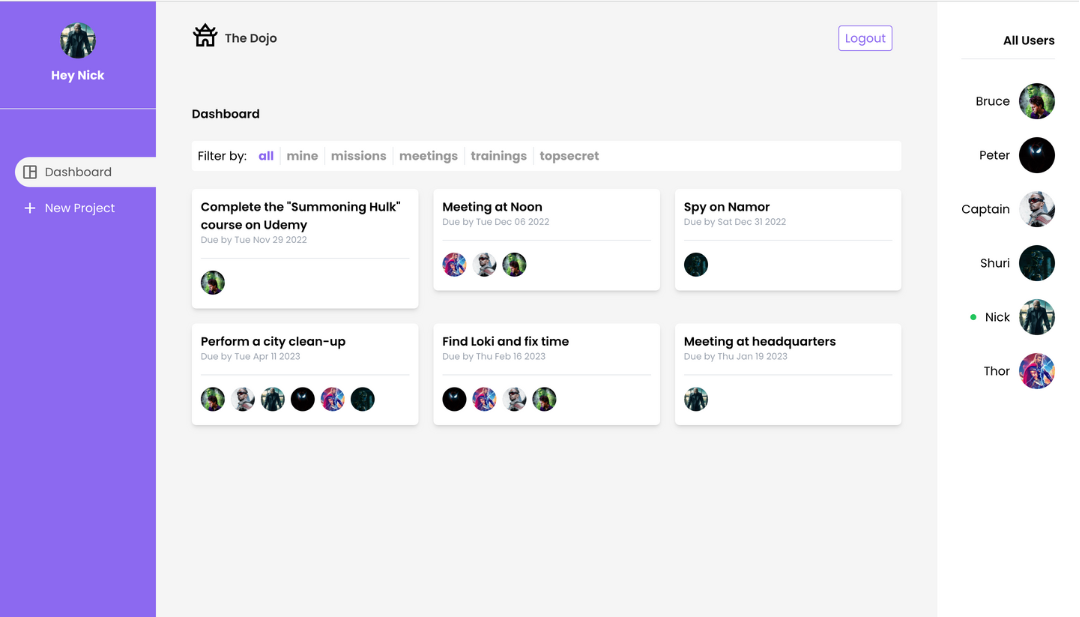 Hey Nick
Dashboard
New Project
The Dojo
Logout
Dashboard
Filter by: all mine missions meetings trainings topsecret
Complete the "Summoning Hulk"
course on Udemy
Due by Tue Nov 29 2022
Meeting at Noon
Due by Tue Dec 06 2022
Spy on Namor
Due by Sat Dec 31 2022
Perform a city clean-up
Due by Tue Apr 11 2023
Find Loki and fix time
Due by Thu Feb 16 2023
Meeting at headquarters
Due by Thu Jan 19 2023
All Users
Bruce
Peter
Captain
Shuri
Nick
Thor